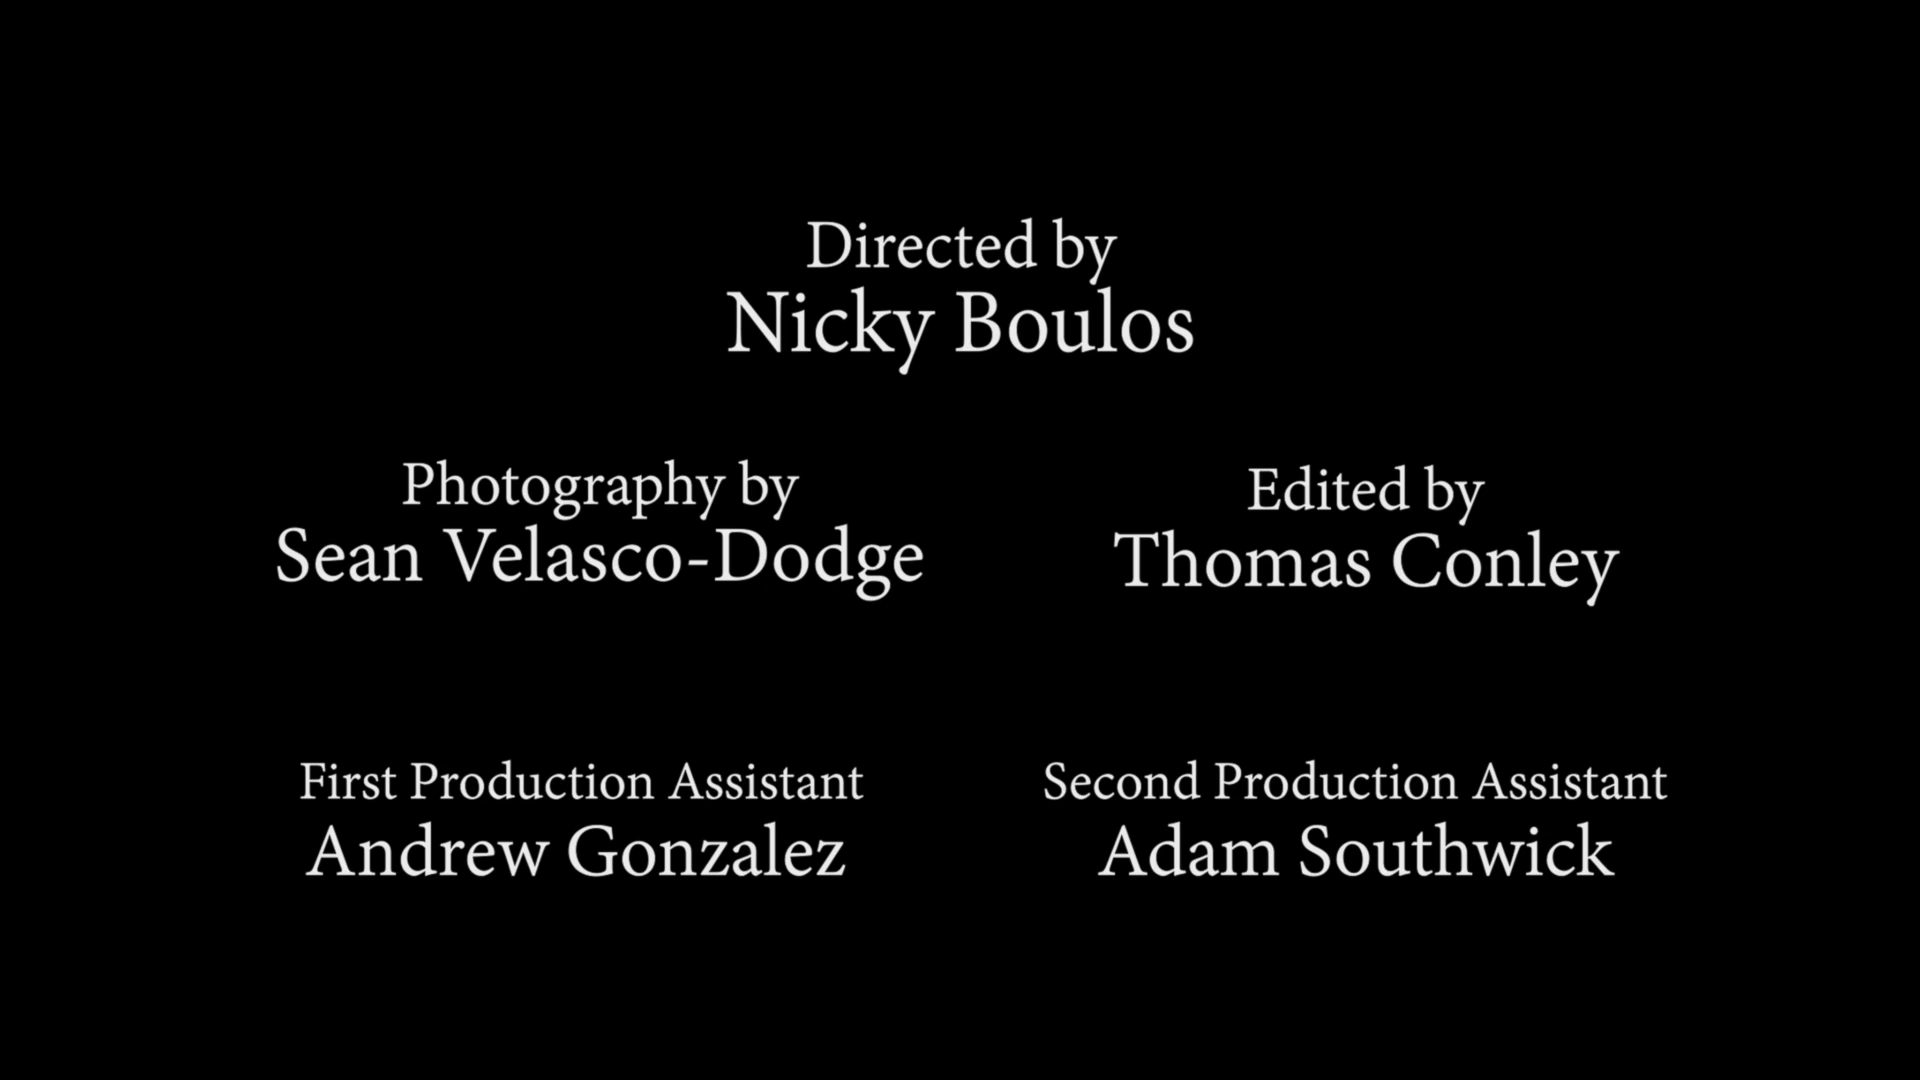 Directed by
Nicky Boulos
Photography by
Sean Velasco-Dodge
Edited by
Thomas Conley
First Production Assistant
Andrew Gonzalez
Second Production Assistant
Adam Southwick